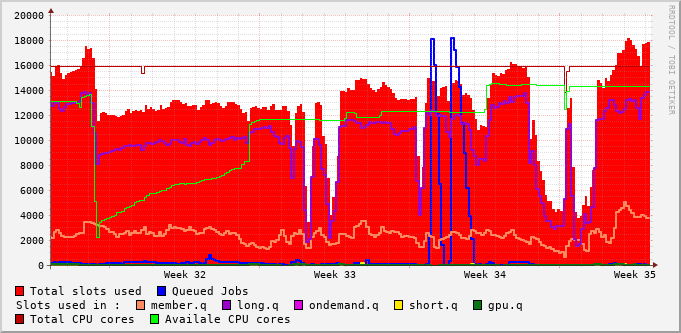 20000
18000
16000
14000
12000
10000
8000
6000
4000
2000
0
Week 32 Week 33 Week 34 Week 35
RRDTOOL / TOBI OETIKER
Total slots used Queued Jobs
Slots used in : member.q long.q ondemand.q short.q gpu.q
Total CPU cores Availale CPU cores